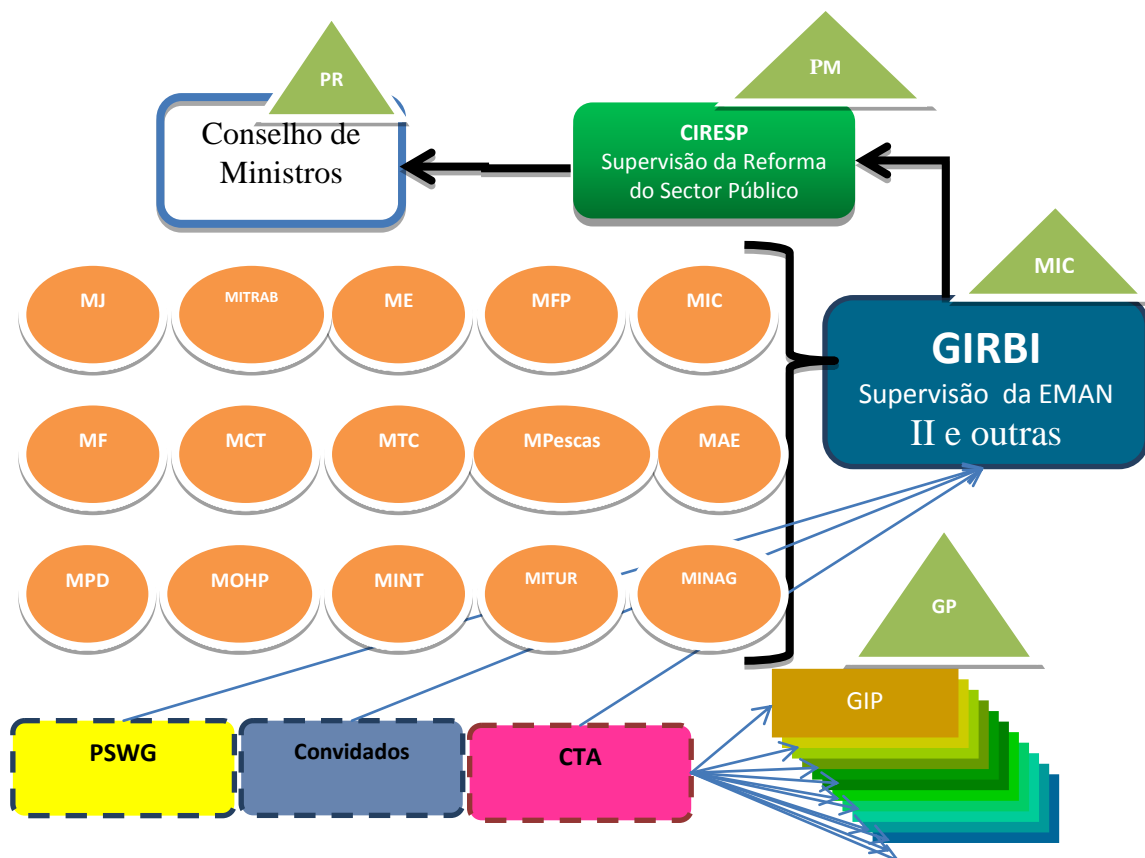 PR
PM
Conselho de
Ministros
CIRESP
Supervisão da Reforma
do Sector Público
MIC
MJ
MITRAB
ME
MFP
MIC
GIRBI
Supervisão da EMAN
II e outras
MF
MCT
MTC
MPescas
MAE
MPD
MOHP
MINT
MITUR
MINAG
GP
GIP
PSWG
Convidados
CTA